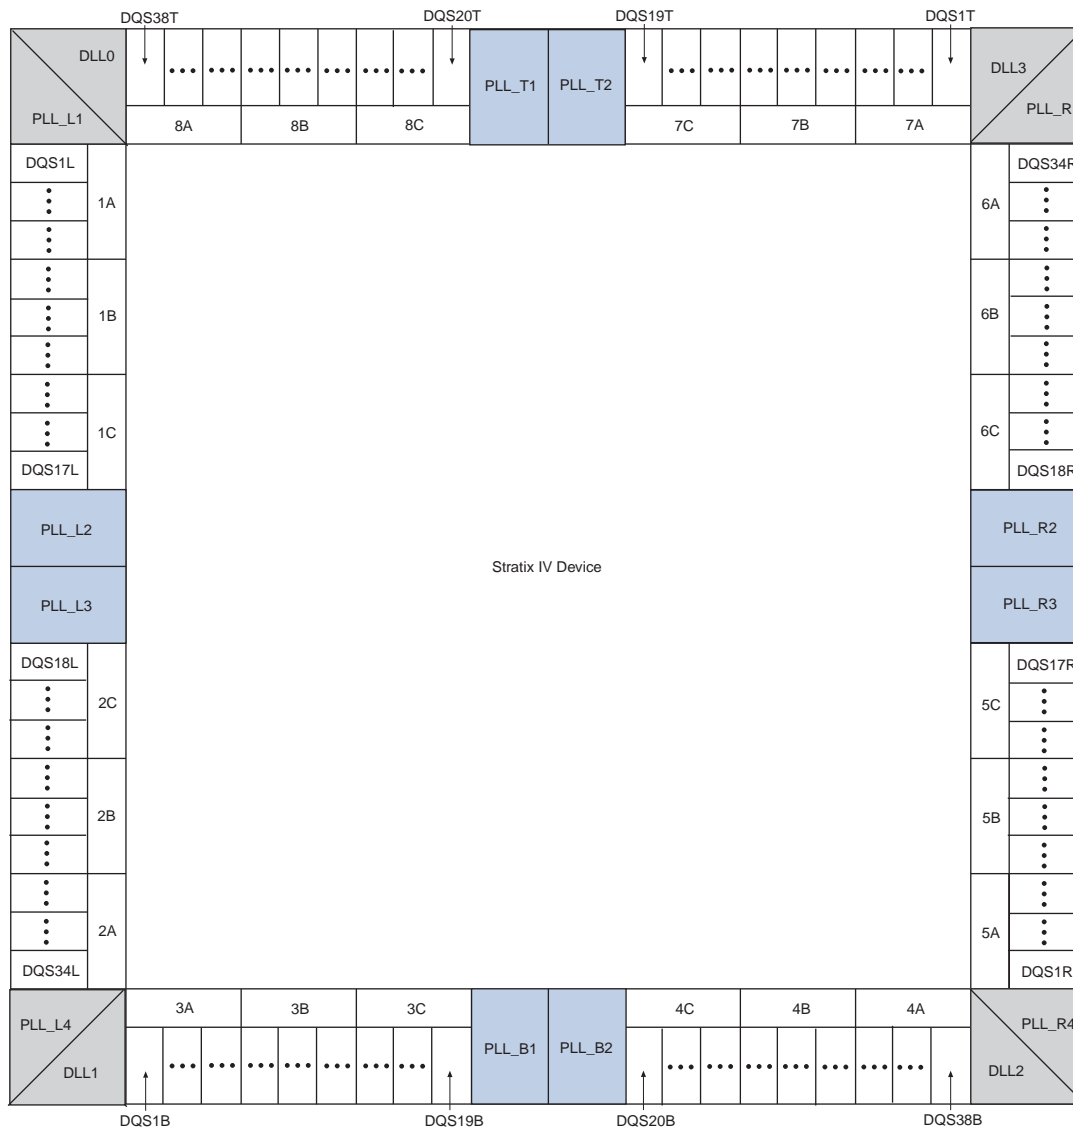 DQS38T DQS20T DQS19T DQS1T
DLL0 PLL_L1
PLL_T1 PLL_T2
DLL3 PLL_R
8A 8B 8C 7C 7B 7A
DQS1L
1A
1B
1C
DQS17L
PLL_L2
PLL_L3
DQS18L
2C
2B
2A
DQS34L
Stratix IV Device
6A
DQS34R
6B
6C
DQS18R
PLL_R2
PLL_R3
DQS17R
5C
5B
5A
DQS1R
PLL_L4 DLL1
3A 3B 3C 4C 4B 4A
PLL_B1 PLL_B2
PLL_R4
DLL2
DQS1B DQS19B DQS20B DQS38B